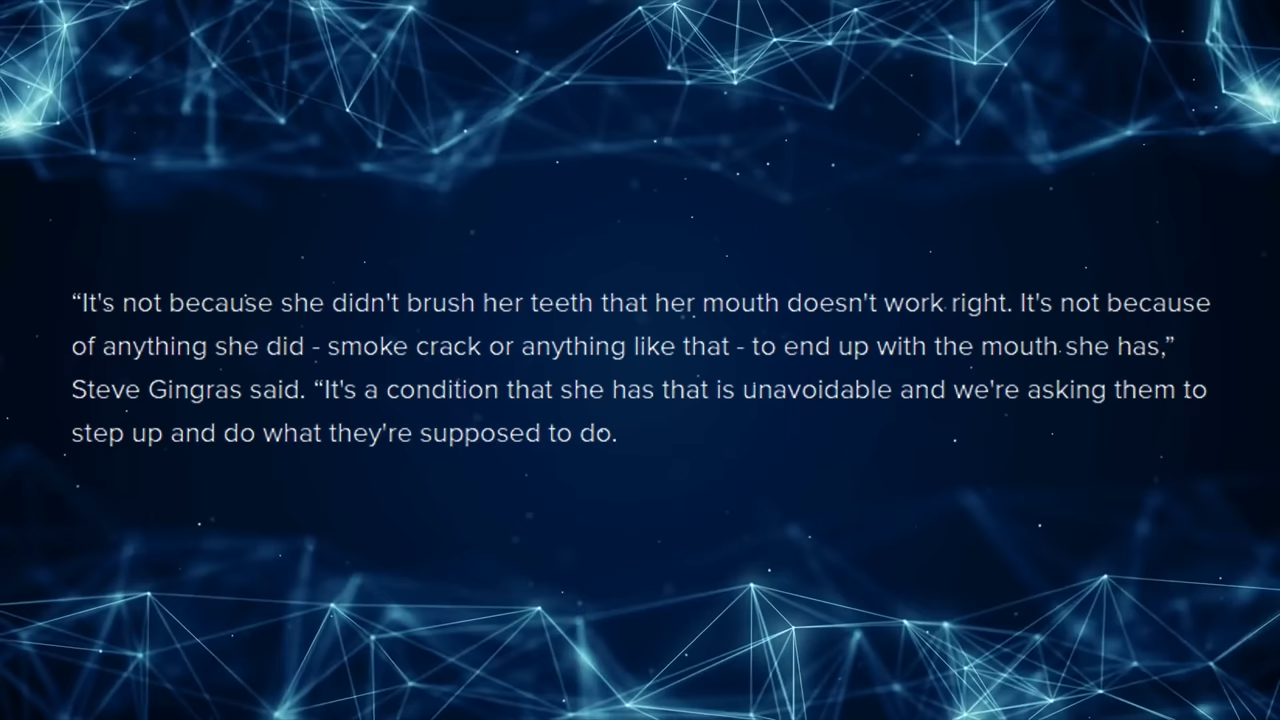 “It's not because she didn't brush her teeth that her mouth doesn't work right. It's not because
of anything she did - smoke crack or anything like that - to end up with the mouth she has,”
Steve Gingras said. “It's a condition that she has that is unavoidable and we're asking them to
step up and do what they're supposed to do.